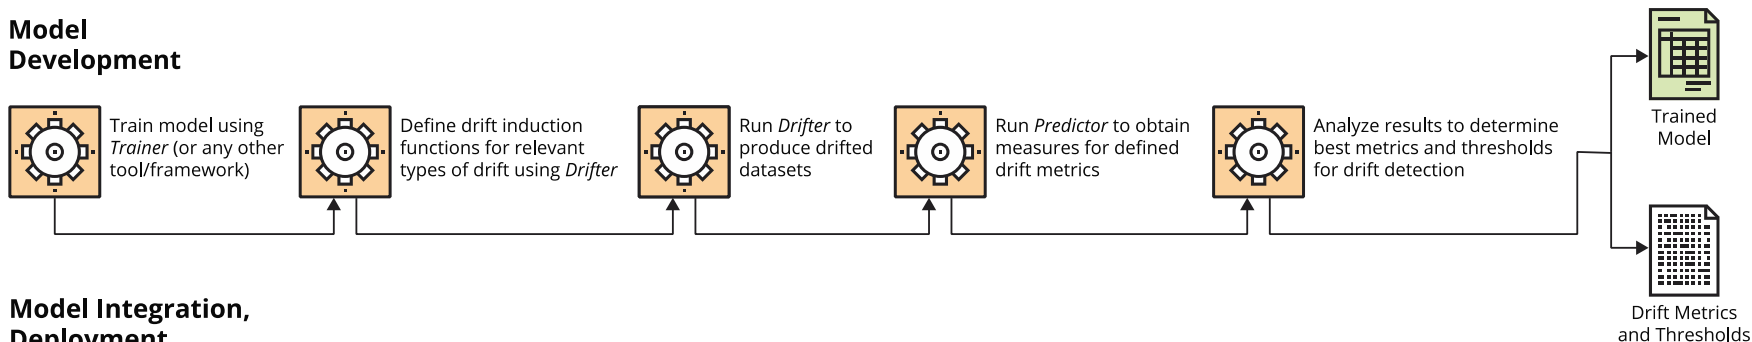 Model
Development
Train model using
Trainer (or any other
tool/framework)
Define drift induction
functions for relevant
types of drift using Drifter
Run Drifter to
produce drifted
datasets
Run Predictor to obtain
measures for defined
drift metrics
Analyze results to determine
best metrics and thresholds
for drift detection
Trained
Model
Drift Metrics
and Thresholds
Model Integration,
Deployment